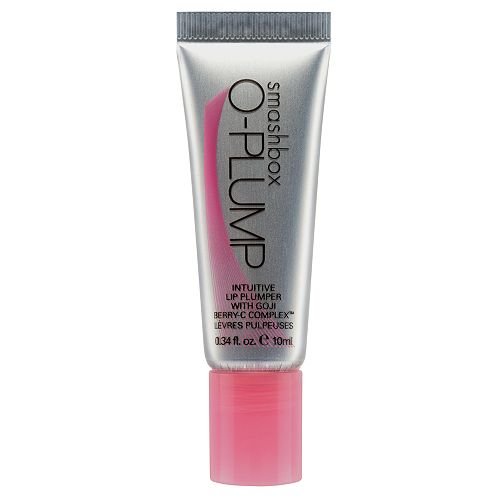 smashbox
O-PLUMP
INTUITIVE
LIP PLUMPER
WITH GOJI
BERRY-C COMPLEX™
LÈVRES PULPEUSES
0.34 fl. oz. ℮ 10ml